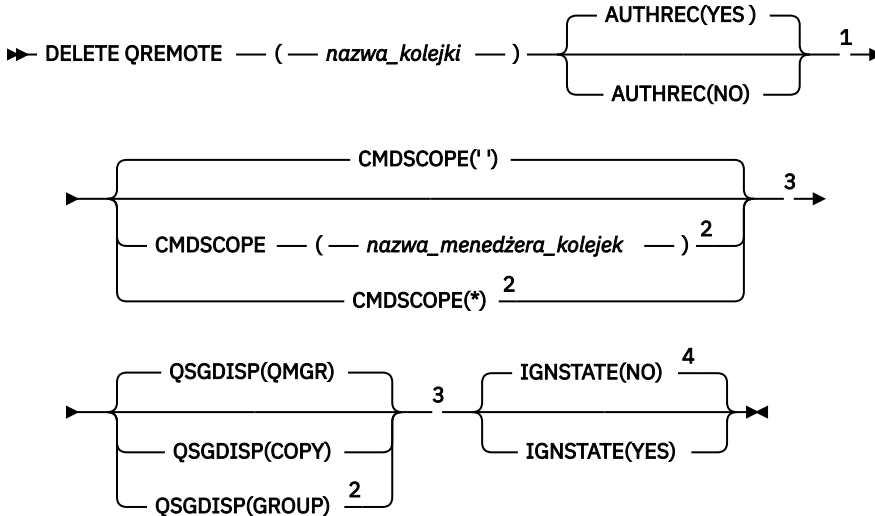 AUTHREC(YES )
DELETE QREMOTE ( nazwa_kolejki ) 1
AUTHREC(NO)
CMDSCOPE(' ')
3
CMDSCOPE ( nazwa_menedżera_kolejek ) 2
CMDSCOPE(*) 2
QSGDISP(QMGR) IGNSTATE(NO) 4
3
QSGDISP(COPY) IGNSTATE(YES)
QSGDISP(GROUP) 2